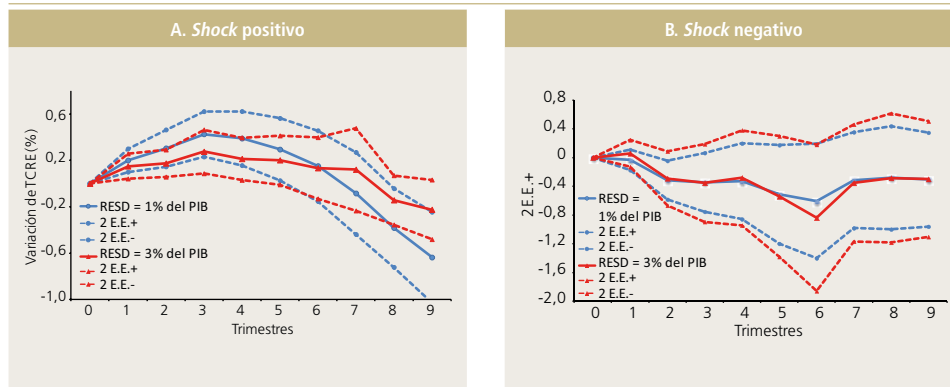 A. Shock positivo
Variación de TCRE (%)
0,6
0,2
-0,2
-0,6
-1,0
RESD = 1% del PIB
2 E.E.+
2 E.E.-
RESD = 3% del PIB
2 E.E.+
2 E.E.-
0 1 2 3 4 5 6 7 8 9
Trimestres
B. Shock negativo
2 E.E.+
0,8
0,4
0
-0,4
-0,8
-1.2
-1.6
-2,0
RESD =
1% del PIB
2 E.E.+
2 E.E.-
RESD = 3% del PIB
2 E.E.+
2 E.E.-
0 1 2 3 4 5 6 7 8 9
Trimestres